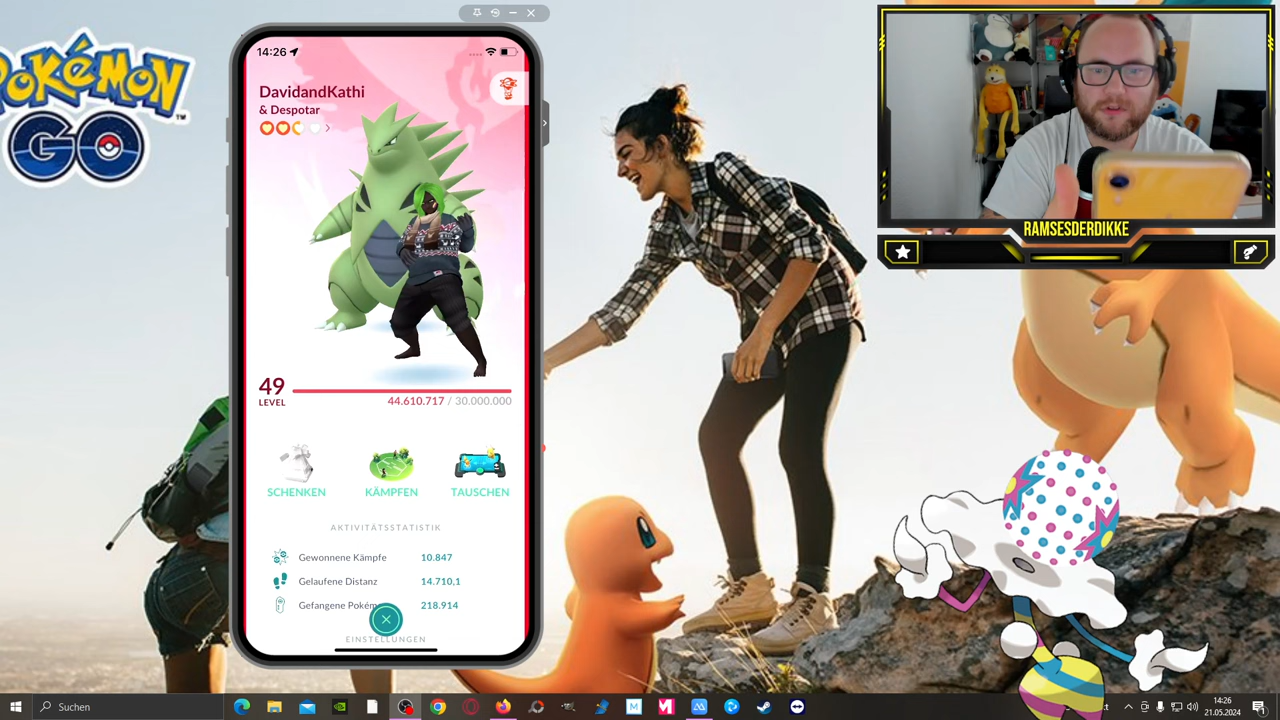 POKÉMON
GO
TM
14:26
DavidandKathi
& Despotar
49
LEVEL
44.610.717 / 30.000.000
SCHENKEN
KÄMPFEN
TAUSCHEN
AKTIVITÄTSSTATISTIK
Gewonnene Kämpfe 10.847
Gelaufene Distanz 14.710,1
Gefangene Pokém 218.914
EINSTELLUNGEN
RAMSESDERDIKKE
Suchen
14:26
21.05.2024